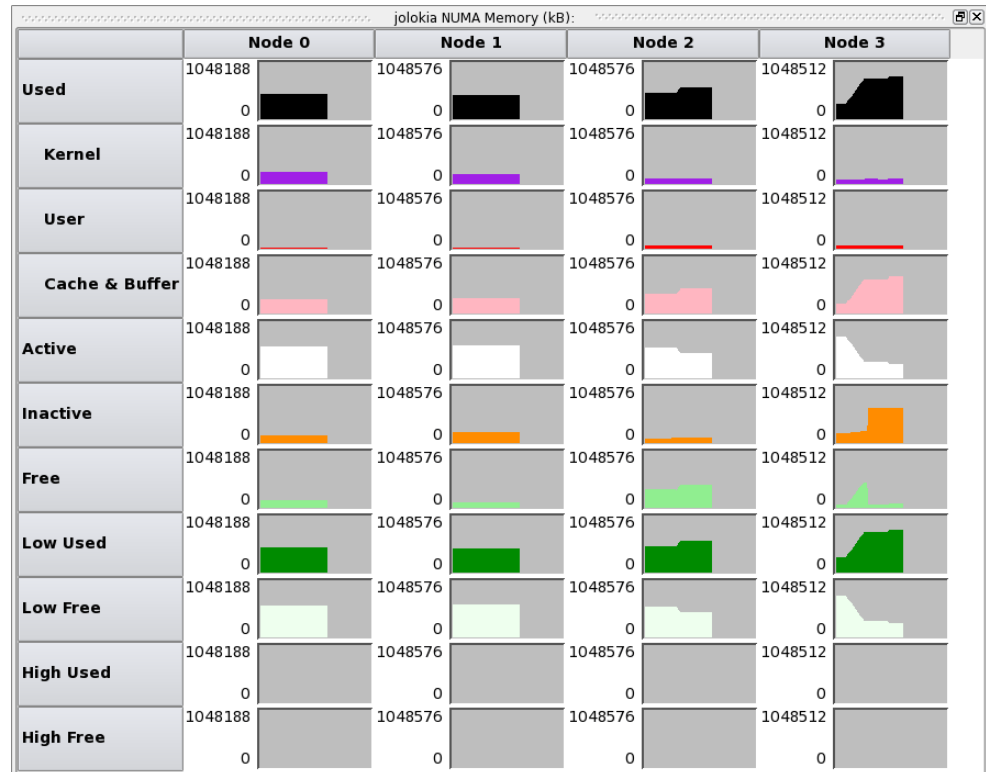 jolokia NUMA Memory (kB):
Node 0 Node 1 Node 2 Node 3
Used 1048188 0 1048576 0 1048576 0 1048512 0
Kernel 1048188 0 1048576 0 1048576 0 1048512 0
User 1048188 0 1048576 0 1048576 0 1048512 0
Cache & Buffer 1048188 0 1048576 0 1048576 0 1048512 0
Active 1048188 0 1048576 0 1048576 0 1048512 0
Inactive 1048188 0 1048576 0 1048576 0 1048512 0
Free 1048188 0 1048576 0 1048576 0 1048512 0
Low Used 1048188 0 1048576 0 1048576 0 1048512 0
Low Free 1048188 0 1048576 0 1048576 0 1048512 0
High Used 1048188 0 1048576 0 1048576 0 1048512 0
High Free 1048188 0 1048576 0 1048576 0 1048512 0